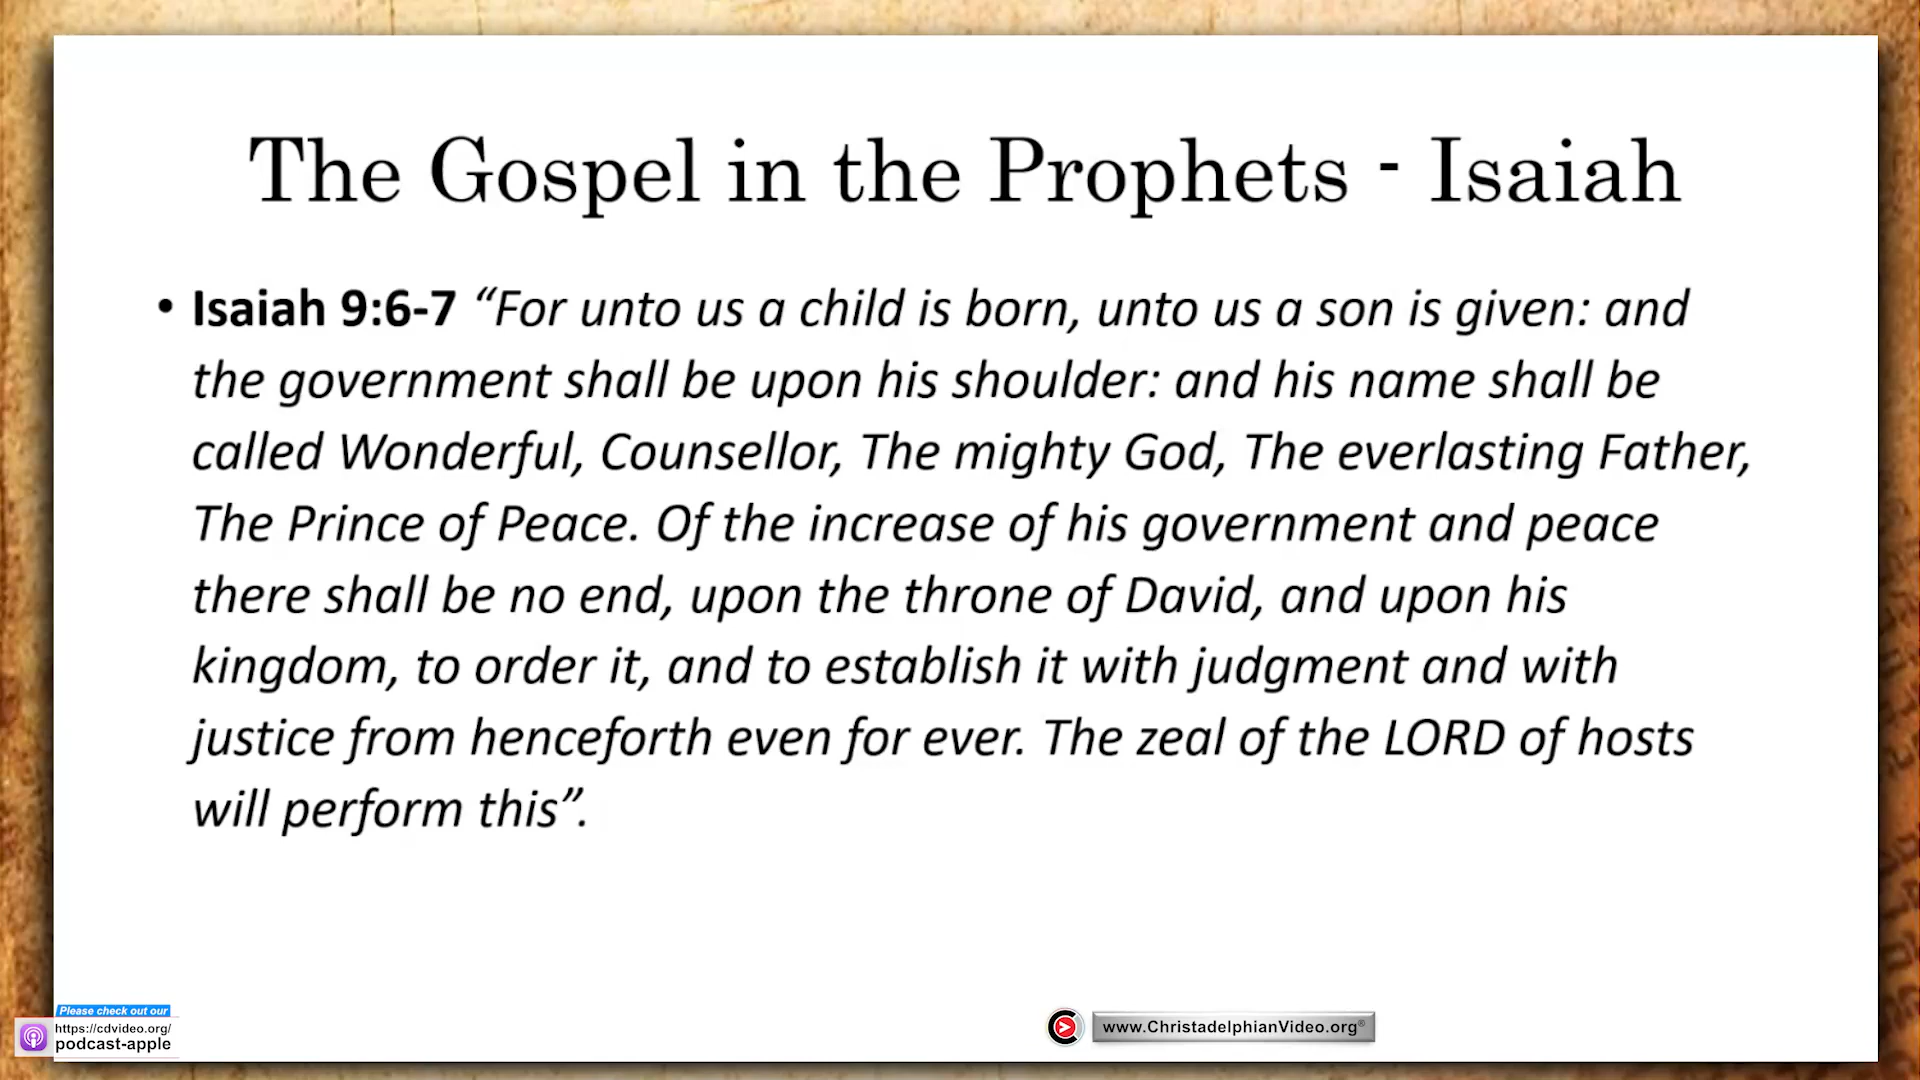 The Gospel in the Prophets - Isaiah
• Isaiah 9:6-7 “For unto us a child is born, unto us a son is given: and
the government shall be upon his shoulder: and his name shall be
called Wonderful, Counsellor, The mighty God, The everlasting Father,
The Prince of Peace. Of the increase of his government and peace
there shall be no end, upon the throne of David, and upon his
kingdom, to order it, and to establish it with judgment and with
justice from henceforth even for ever. The zeal of the LORD of hosts
will perform this”.
Please check out our
https://cdvideo.org/
podcast-apple
www.ChristadelphianVideo.org®